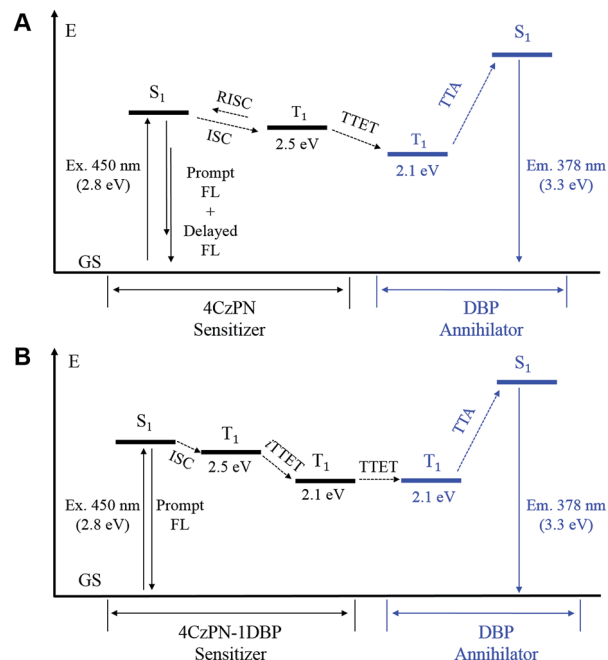 A
E
S₁
S₁
RISC
ISC
T₁
2.5 eV
TTET
T₁
2.1 eV
TTA
Ex. 450 nm
(2.8 eV)
Prompt
FL
+
Delayed
FL
Em. 378 nm
(3.3 eV)
GS
4CzPN
Sensitizer
DBP
Annihilator
B
E
S₁
S₁
ISC
T₁
2.5 eV
iTTET
T₁
2.1 eV
TTET
T₁
2.1 eV
TTA
Ex. 450 nm
(2.8 eV)
Prompt
FL
Em. 378 nm
(3.3 eV)
GS
4CzPN-1DBP
Sensitizer
DBP
Annihilator